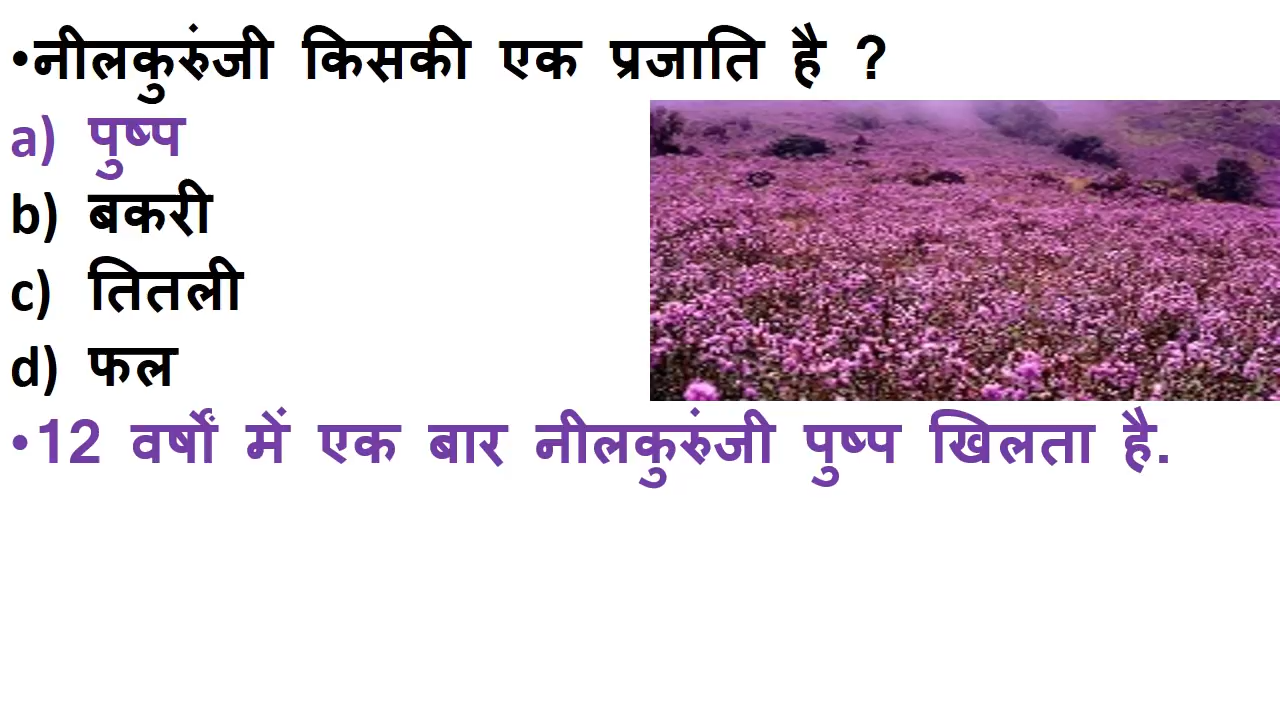 •नीलकुरुंजी किसकी एक प्रजाति है ?
a) पुष्प
b) बकरी
c) तितली
d) फल
•12 वर्षों में एक बार नीलकुरुंजी पुष्प खिलता है.